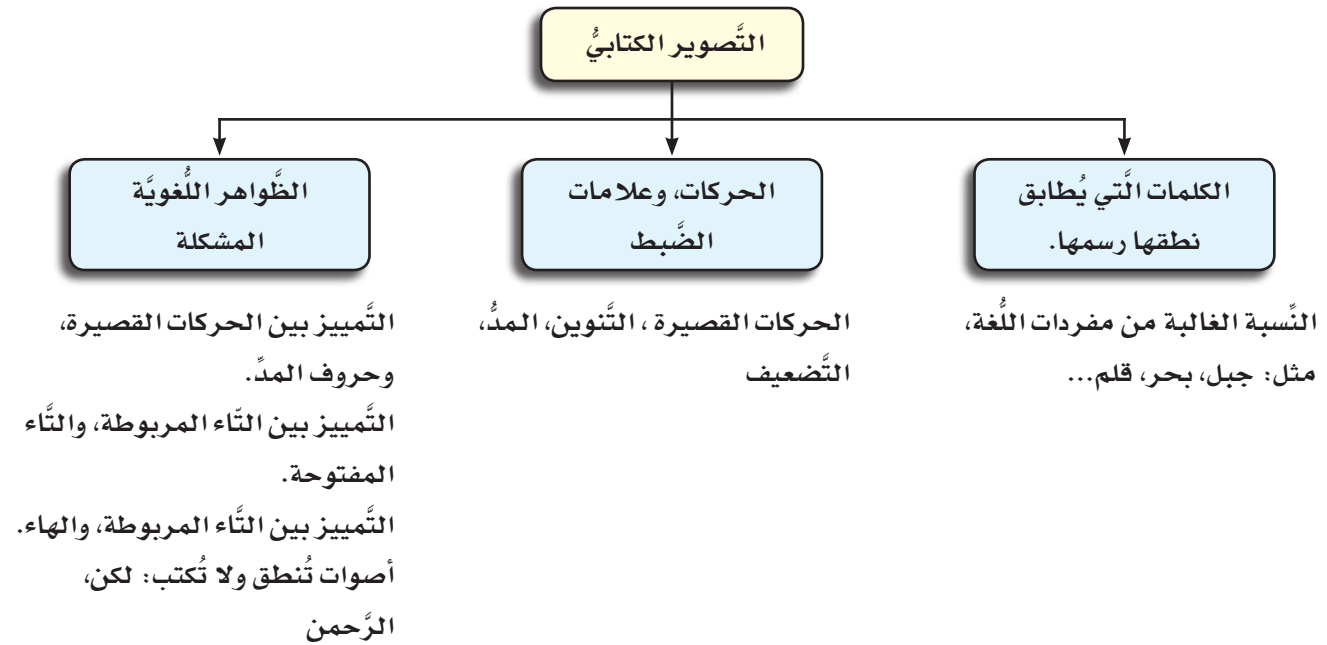 التَّصوير الكتابيُّ
الكلمات الَّتي يُطابق
نطقها رسمها.
النِّسبة الغالبة من مفردات اللُّغة،
مثل: جبل، بحر، قلم...
الحركات، وعلامات
الضَّبط
الحركات القصيرة ، التَّنوين، المدُّ،
التَّضعيف
الظَّواهر اللُّغويَّة
المشكلة
التَّمييز بين الحركات القصيرة،
وحروف المدِّ.
التَّمييز بين التّاء المربوطة، والتَّاء
المفتوحة.
التَّمييز بين التَّاء المربوطة، والهاء.
أصوات تُنطق ولا تُكتب: لكن،
الرَّحمن